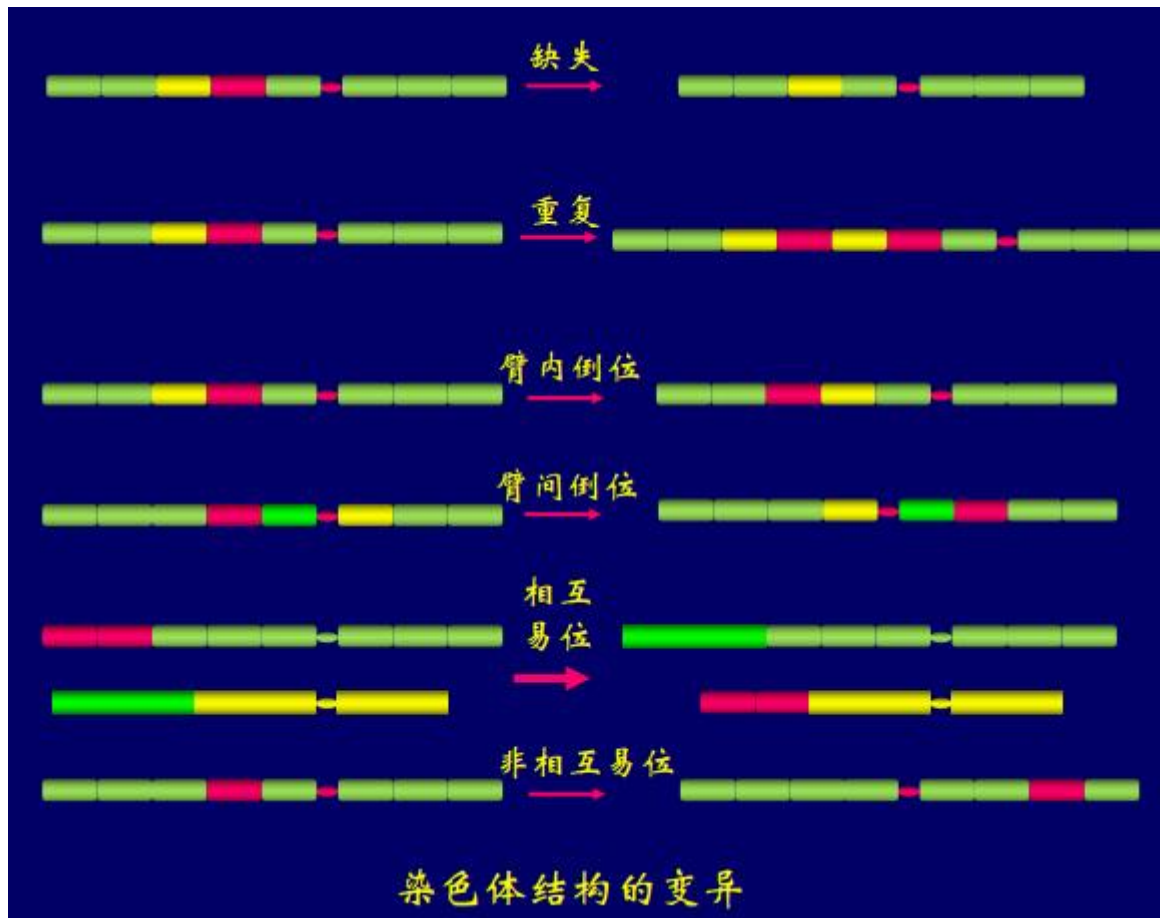 缺失
重复
臂内倒位
臂间倒位
相互
易位
非相互易位
染色体结构的变异